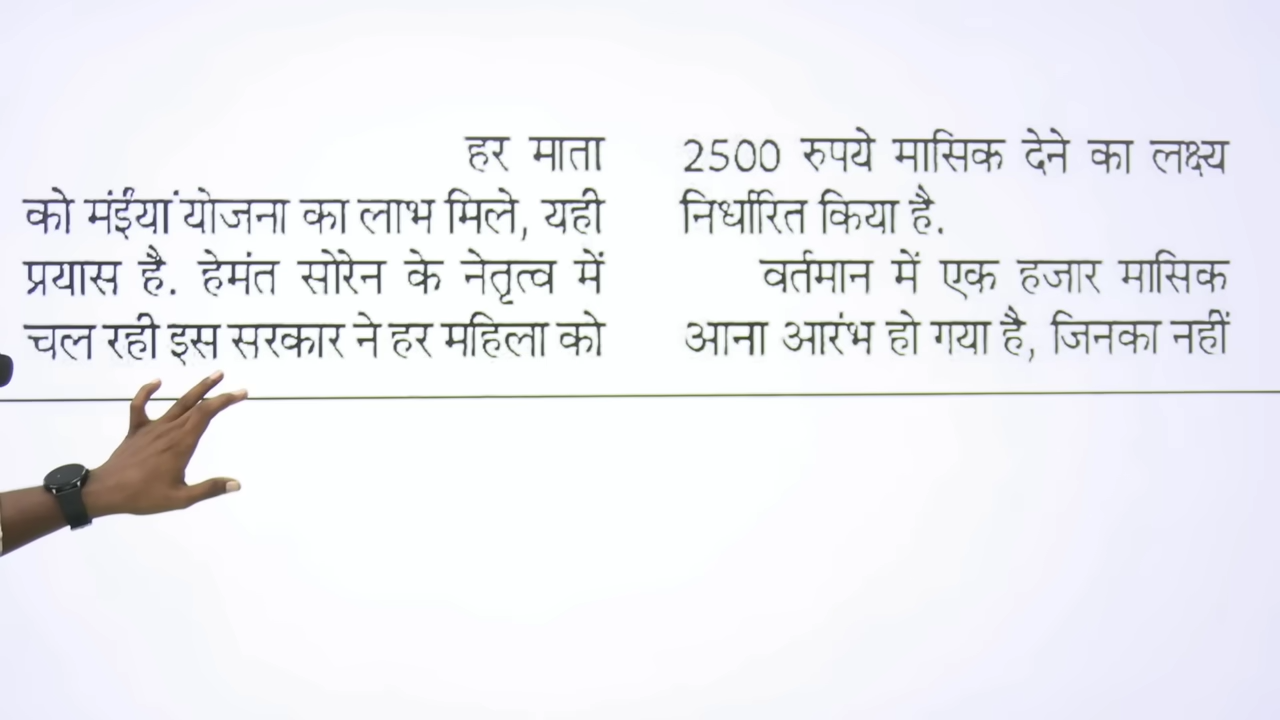 हर माता
को मंईंयां योजना का लाभ मिले, यही
प्रयास है. हेमंत सोरेन के नेतृत्व में
चल रही इस सरकार ने हर महिला को
2500 रुपये मासिक देने का लक्ष्य
निर्धारित किया है.
वर्तमान में एक हजार मासिक
आना आरंभ हो गया है, जिनका नहीं